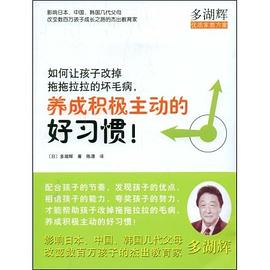 影响日本、中国、韩国几代父母
改变数百万孩子成长之路的杰出教育家
多湖辉
如何让孩子改掉
拖拖拉拉的坏毛病，
养成积极主动的
好习惯！
（日）多湖辉 著 陈涤 译
配合孩子的节奏，发现孩子的优点，
相信孩子的能力，夸奖孩子的努力，
才能帮助孩子改掉拖拖拉拉的毛病，
养成积极主动的好习惯！
影响日本、中国、韩国几代父母
改变数百万孩子成长之路的杰出教育家
多湖辉